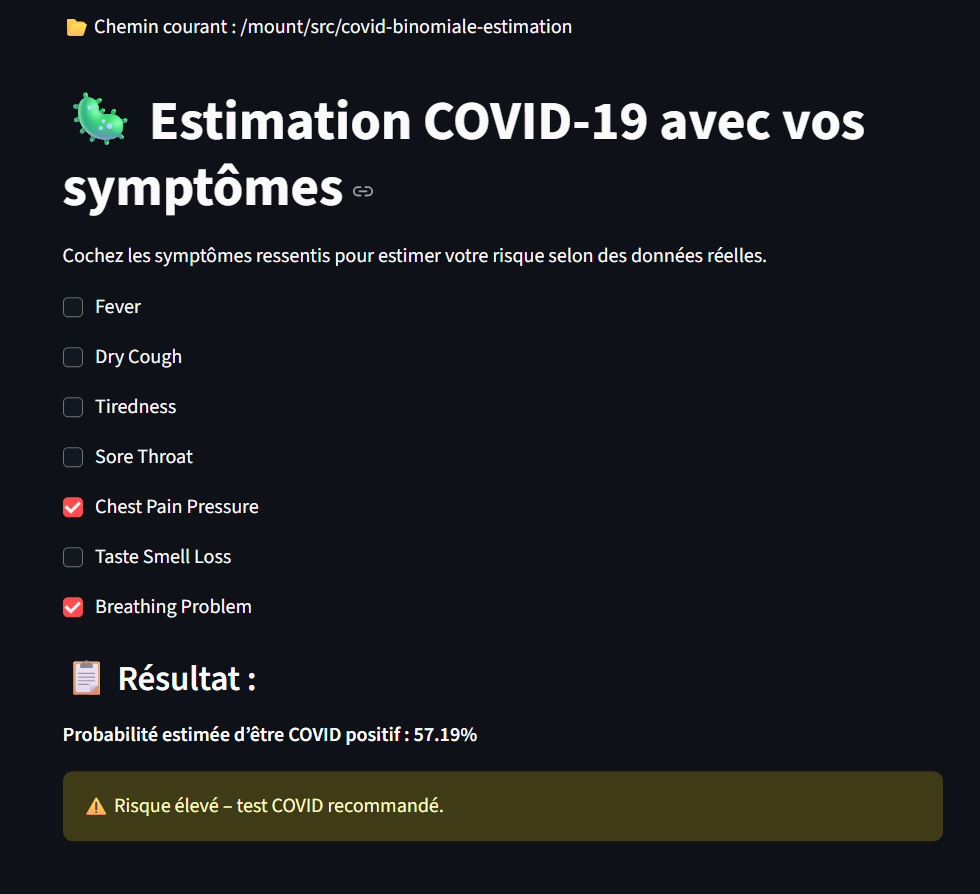 Chemin courant : /mount/src/covid-binomiale-estimation
Estimation COVID-19 avec vos
symptômes
Cochez les symptômes ressentis pour estimer votre risque selon des données réelles.
Fever
Dry Cough
Tiredness
Sore Throat
Chest Pain Pressure
Taste Smell Loss
Breathing Problem
Résultat :
Probabilité estimée d’être COVID positif : 57.19%
Risque élevé – test COVID recommandé.